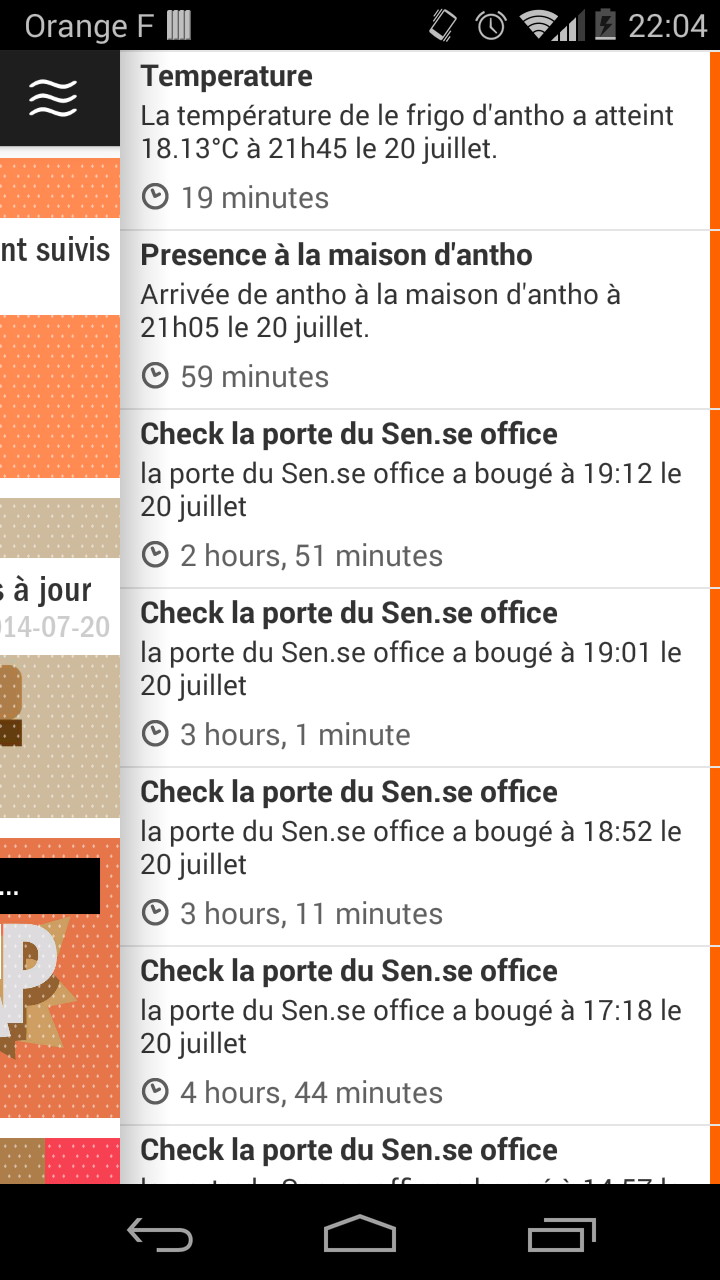 Orange F
22:04
nt suivis
à jour
14-07-20
...
P
Temperature
La température de le frigo d'antho a atteint
18.13°C à 21h45 le 20 juillet.
19 minutes
Presence à la maison d'antho
Arrivée de antho à la maison d'antho à
21h05 le 20 juillet.
59 minutes
Check la porte du Sen.se office
la porte du Sen.se office a bougé à 19:12 le
20 juillet
2 hours, 51 minutes
Check la porte du Sen.se office
la porte du Sen.se office a bougé à 19:01 le
20 juillet
3 hours, 1 minute
Check la porte du Sen.se office
la porte du Sen.se office a bougé à 18:52 le
20 juillet
3 hours, 11 minutes
Check la porte du Sen.se office
la porte du Sen.se office a bougé à 17:18 le
20 juillet
4 hours, 44 minutes
Check la porte du Sen.se office